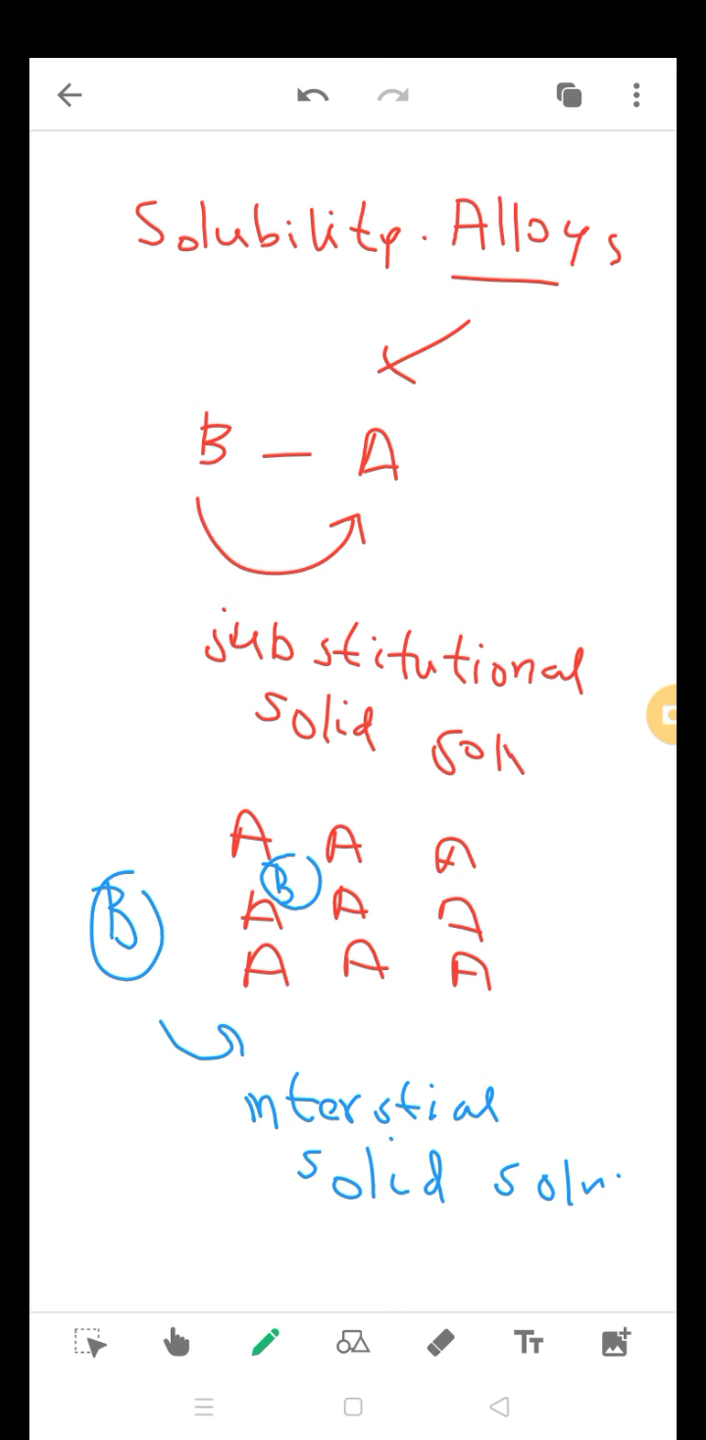 Solubility. Alloys
B — A
substitutional
solid soln
A A A
B
B A A A
A A A
interstial
solid soln.